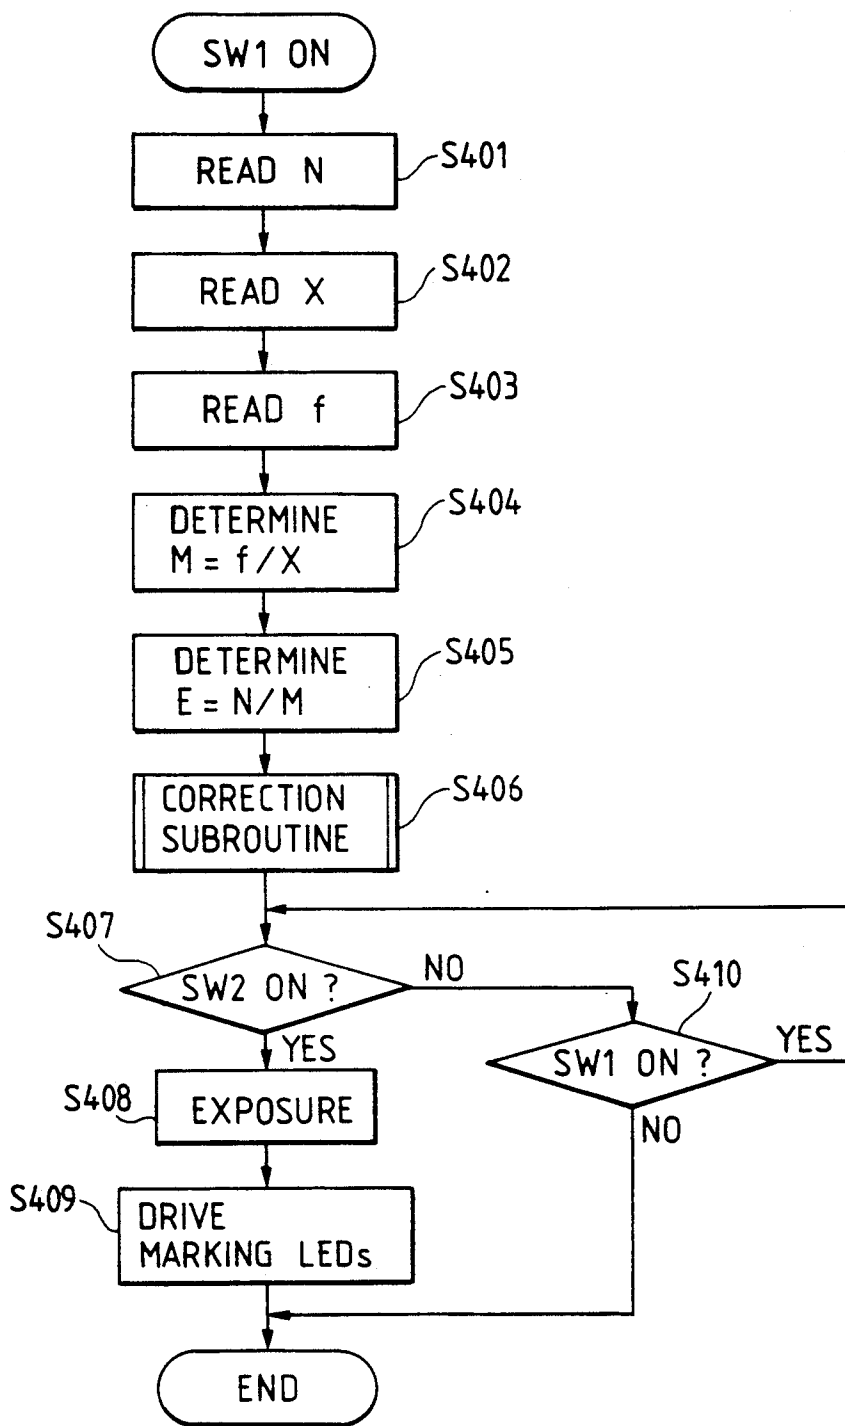 SW1 ON
READ N
S401
READ X
S402
READ f
S403
DETERMINE
M = f / X
S404
DETERMINE
E = N / M
S405
CORRECTION
SUBROUTINE
S406
S407
SW2 ON ?
NO
S410
SW1 ON ?
YES
YES
NO
S408
EXPOSURE
S409
DRIVE
MARKING LEDs
END